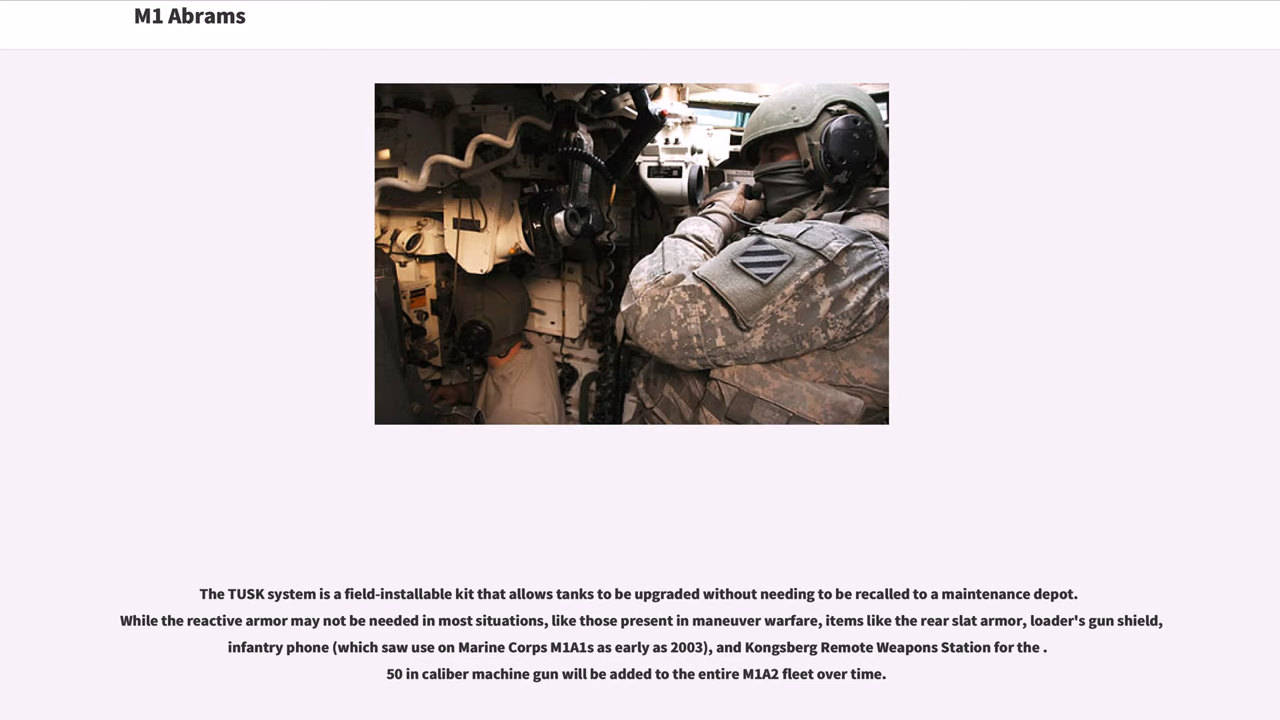 M1 Abrams
The TUSK system is a field-installable kit that allows tanks to be upgraded without needing to be recalled to a maintenance depot.
While the reactive armor may not be needed in most situations, like those present in maneuver warfare, items like the rear slat armor, loader's gun shield,
infantry phone (which saw use on Marine Corps M1A1s as early as 2003), and Kongsberg Remote Weapons Station for the .
50 in caliber machine gun will be added to the entire M1A2 fleet over time.